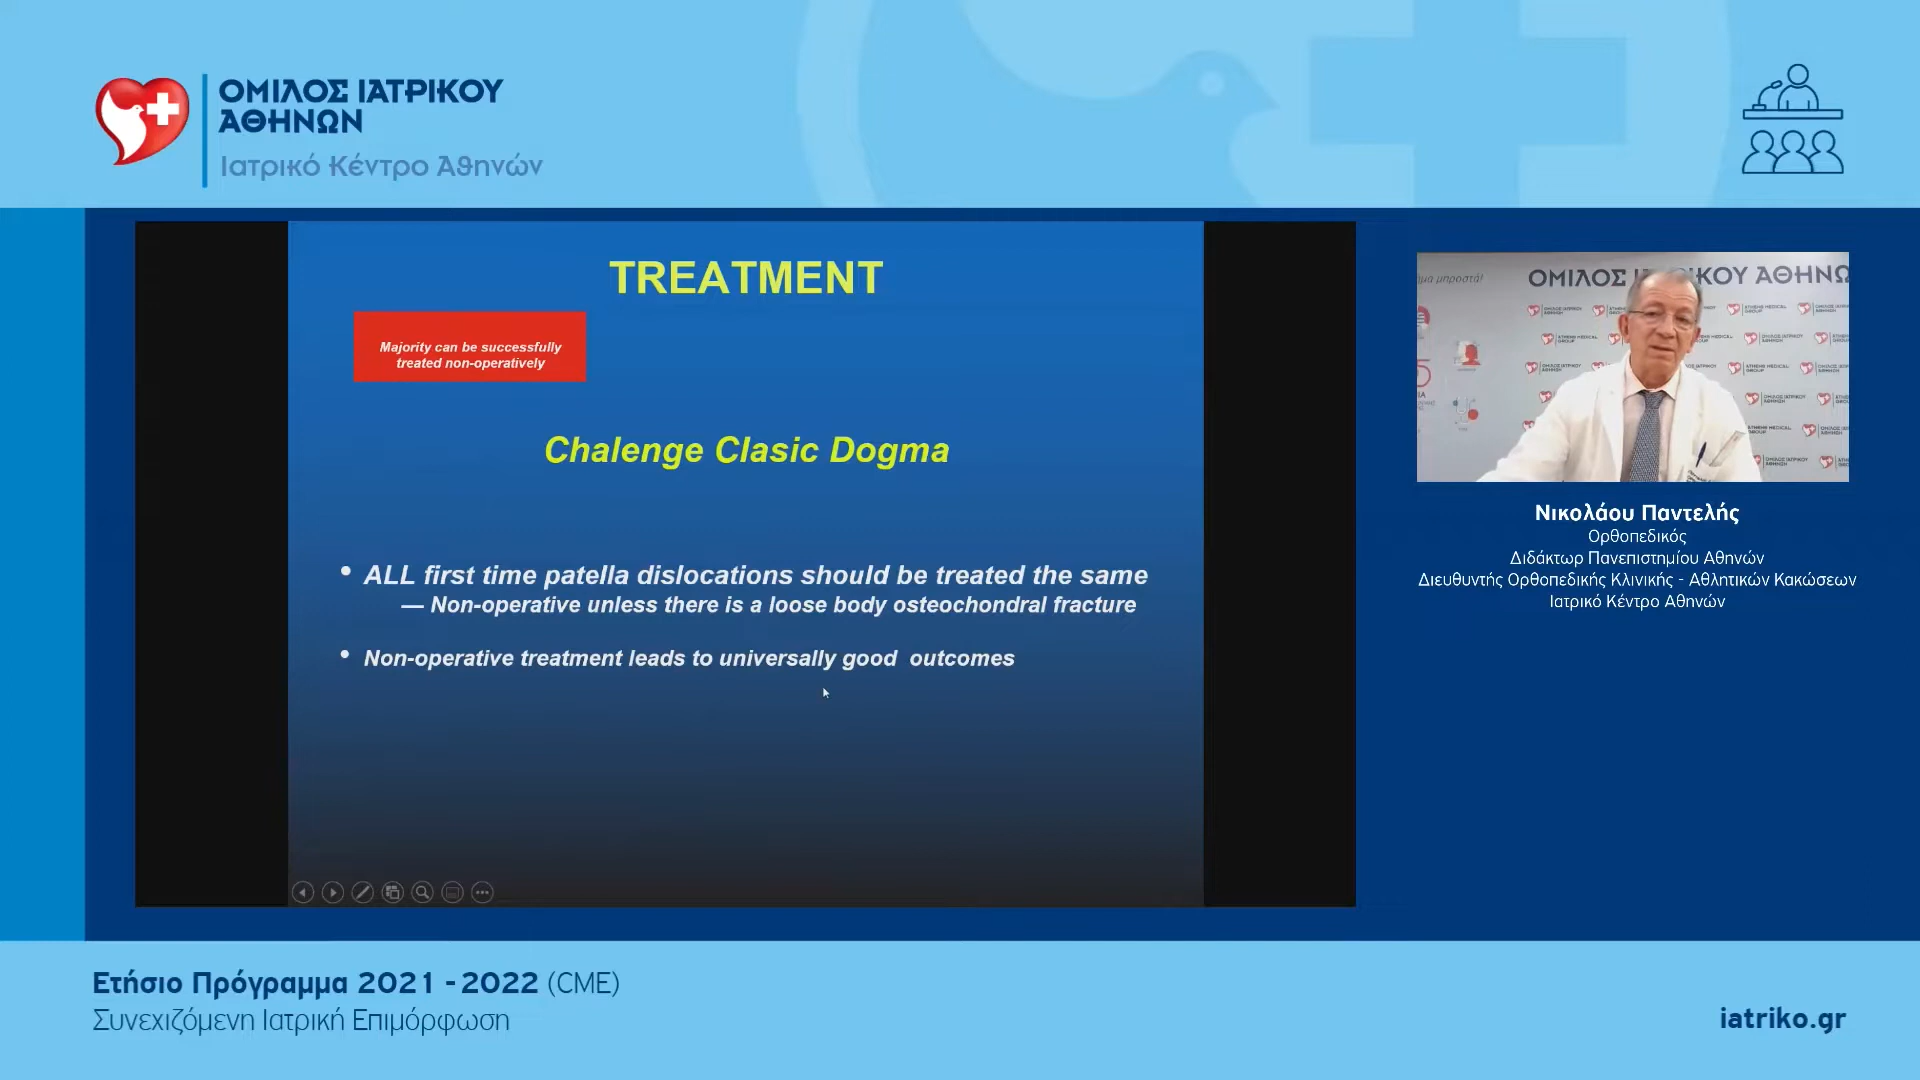 ΟΜΙΛΟΣ ΙΑΤΡΙΚΟΥ
ΑΘΗΝΩΝ
Ιατρικό Κέντρο Αθηνών
TREATMENT
Majority can be successfully
treated non-operatively
Chalenge Clasic Dogma
• ALL first time patella dislocations should be treated the same
— Non-operative unless there is a loose body osteochondral fracture
• Non-operative treatment leads to universally good outcomes
μπροστά!
ΟΜΙΛΟΣ ΙΑΤΡΙΚΟΥ ΑΘΗΝΩ
Νικολάου Παντελής
Ορθοπεδικός
Διδάκτωρ Πανεπιστημίου Αθηνών
Διευθυντής Ορθοπεδικής Κλινικής - Αθλητικών Κακώσεων
Ιατρικό Κέντρο Αθηνών
Ετήσιο Πρόγραμμα 2021 - 2022 (CME)
Συνεχιζόμενη Ιατρική Επιμόρφωση
iatriko.gr